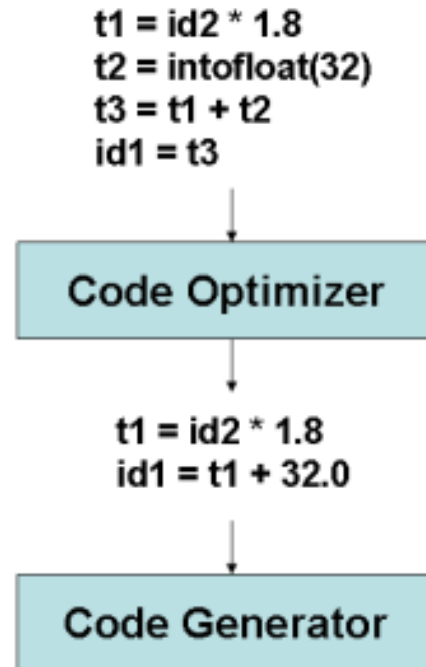 t1 = id2 * 1.8
t2 = intofloat(32)
t3 = t1 + t2
id1 = t3
Code Optimizer
t1 = id2 * 1.8
id1 = t1 + 32.0
Code Generator